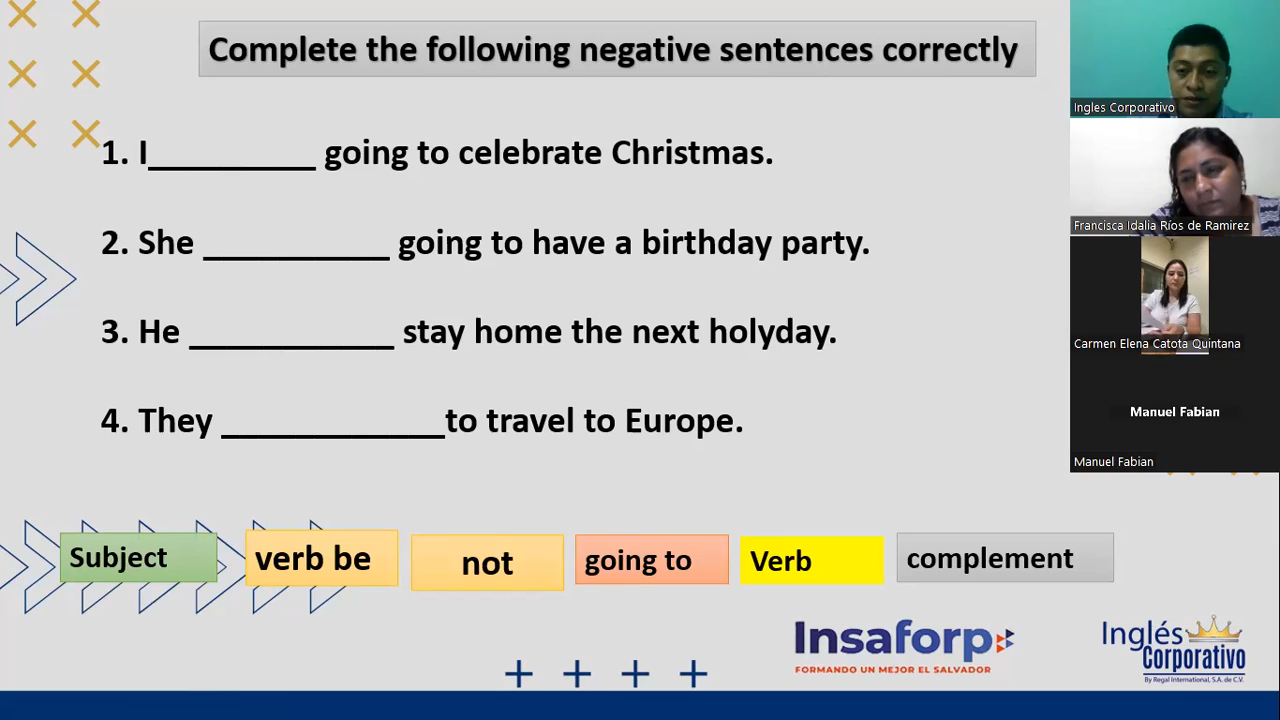 Complete the following negative sentences correctly
1. I_________ going to celebrate Christmas.
2. She __________ going to have a birthday party.
3. He ___________ stay home the next holyday.
4. They ____________to travel to Europe.
Subject
verb be
not
going to
Verb
complement
Insaforp
FORMANDO UN MEJOR EL SALVADOR
Inglés
Corporativo
By Regal International, S.A. de C.V.
Ingles Corporativo
Francisca Idalia Ríos de Ramirez
Carmen Elena Catota Quintana
Manuel Fabian
Manuel Fabian